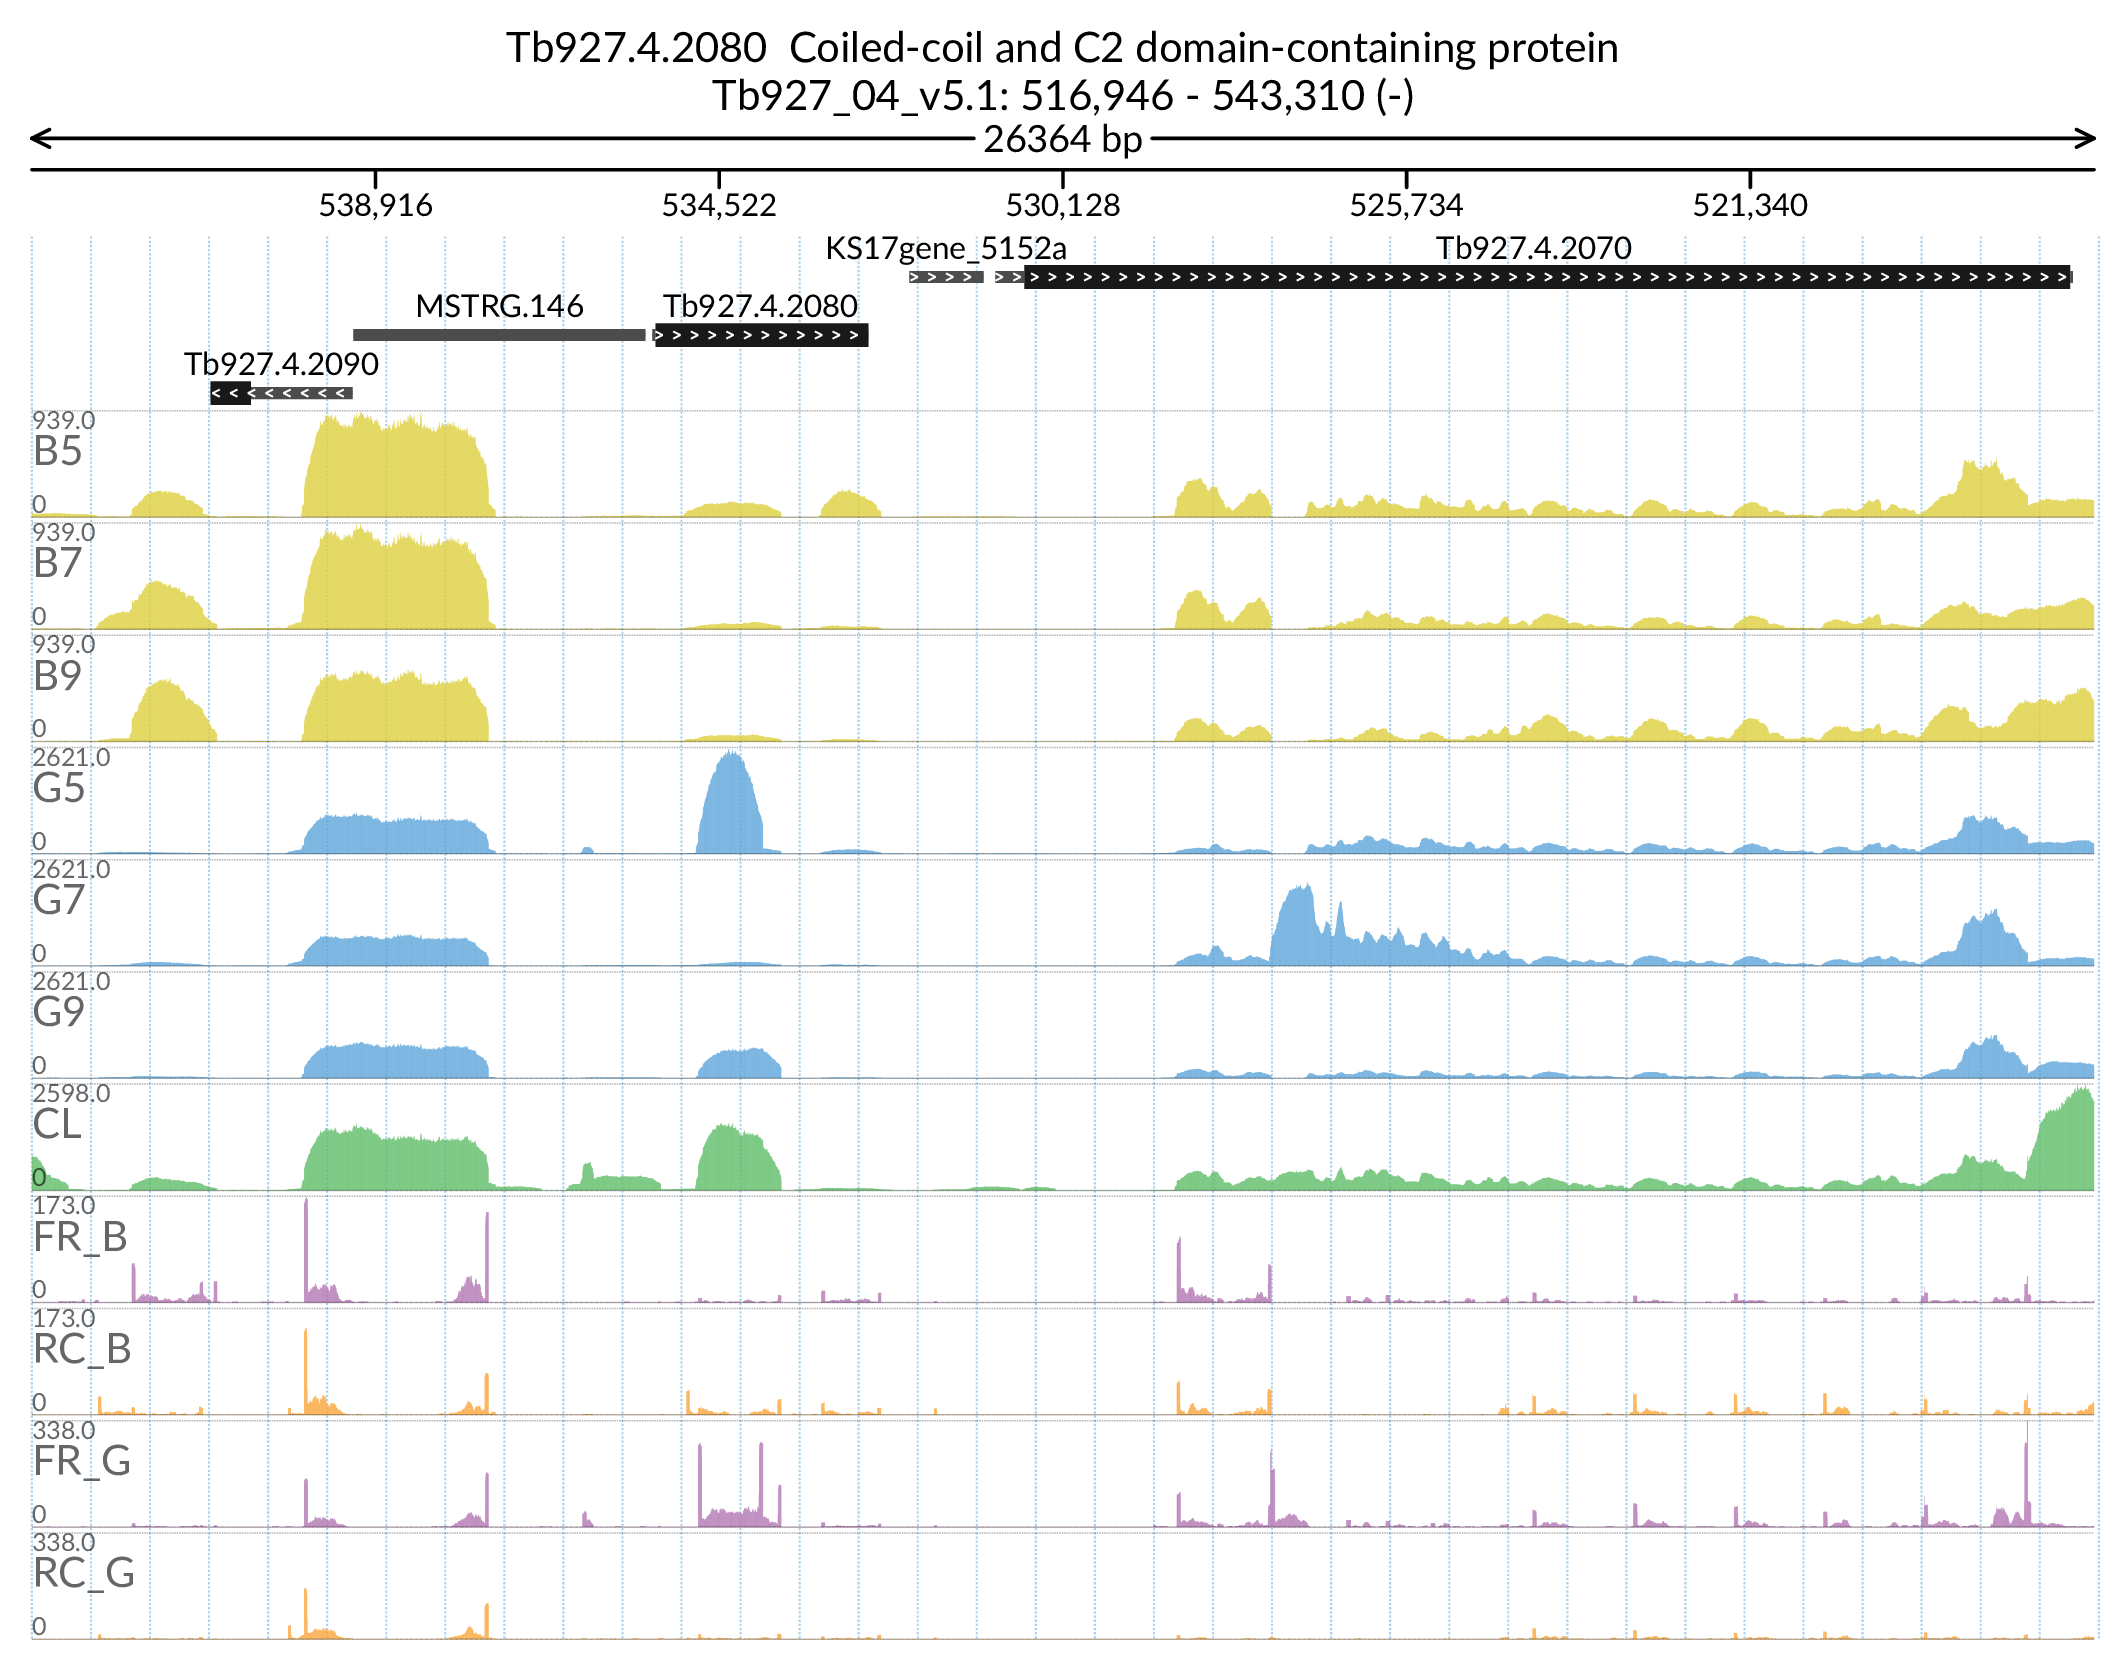 Tb927.4.2080  Coiled-coil and C2 domain-containing protein
Tb927_04_v5.1: 516,946 - 543,310 (-)
26364 bp
538,916 534,522 530,128 525,734 521,340
KS17gene_5152a Tb927.4.2070
MSTRG.146 Tb927.4.2080
Tb927.4.2090
939.0
B5
0
939.0
B7
0
939.0
B9
0
2621.0
G5
0
2621.0
G7
0
2621.0
G9
0
2598.0
CL
0
173.0
FR_B
0
173.0
RC_B
0
338.0
FR_G
0
338.0
RC_G
0